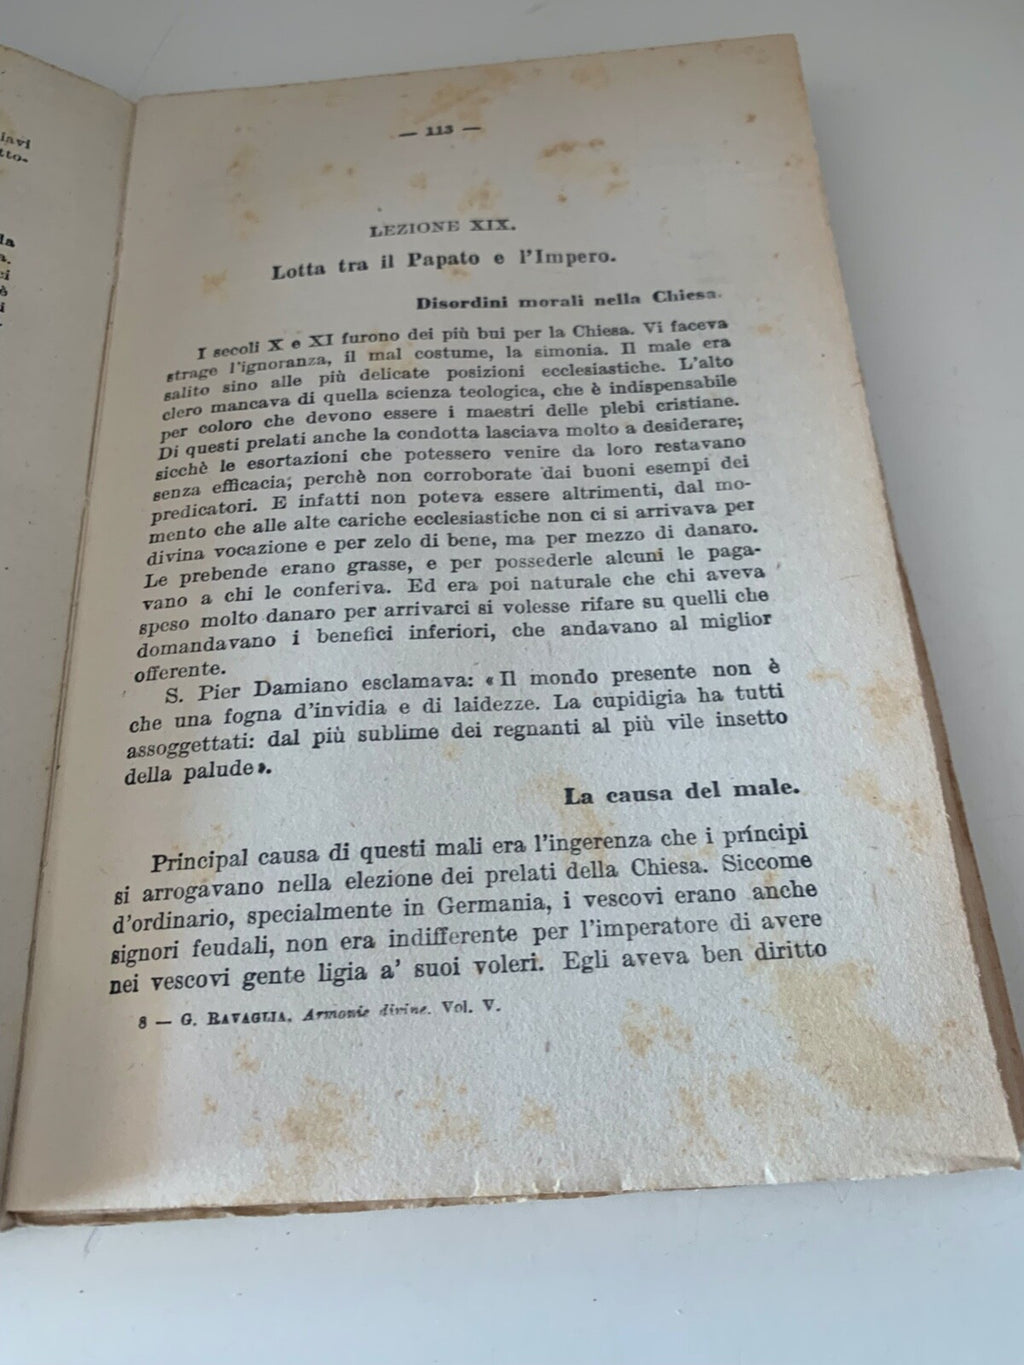 iavi
tto-
la
a.
ci
è
i
— 113 —
LEZIONE XIX.
Lotta tra il Papato e l'Impero.
Disordini morali nella Chiesa.
I secoli X e XI furono dei più bui per la Chiesa. Vi faceva
strage l'ignoranza, il mal costume, la simonia. Il male era
salito sino alle più delicate posizioni ecclesiastiche. L'alto
clero mancava di quella scienza teologica, che è indispensabile
per coloro che devono essere i maestri delle plebi cristiane.
Di questi prelati anche la condotta lasciava molto a desiderare;
sicchè le esortazioni che potessero venire da loro restavano
senza efficacia; perchè non corroborate dai buoni esempi dei
predicatori. E infatti non poteva essere altrimenti, dal mo-
mento che alle alte cariche ecclesiastiche non ci si arrivava per
divina vocazione e per zelo di bene, ma per mezzo di danaro.
Le prebende erano grasse, e per possederle alcuni le paga-
vano a chi le conferiva. Ed era poi naturale che chi aveva
speso molto danaro per arrivarci si volesse rifare su quelli che
domandavano i benefici inferiori, che andavano al miglior
offerente.
S. Pier Damiano esclamava: «Il mondo presente non è
che una fogna d'invidia e di laidezze. La cupidigia ha tutti
assoggettati: dal più sublime dei regnanti al più vile insetto
della palude».
La causa del male.
Principal causa di questi mali era l'ingerenza che i príncipi
si arrogavano nella elezione dei prelati della Chiesa. Siccome
d'ordinario, specialmente in Germania, i vescovi erano anche
signori feudali, non era indifferente per l'imperatore di avere
nei vescovi gente ligia a' suoi voleri. Egli aveva ben diritto
8 — G. RAVAGLIA. Armonie divine. Vol. V.